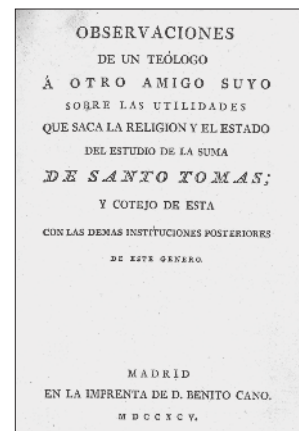 OBSERVACIONES
DE UN TEÓLOGO
Á OTRO AMIGO SUYO
SOBRE LAS UTILIDADES
QUE SACA LA RELIGION Y EL ESTADO
DEL ESTUDIO DE LA SUMA
DE SANTO TOMAS;
Y COTEJO DE ESTA
CON LAS DEMAS INSTITUCIONES POSTERIORES
DE ESTE GENERO.
MADRID
EN LA IMPRENTA DE D. BENITO CANO.
MDCCXCV.